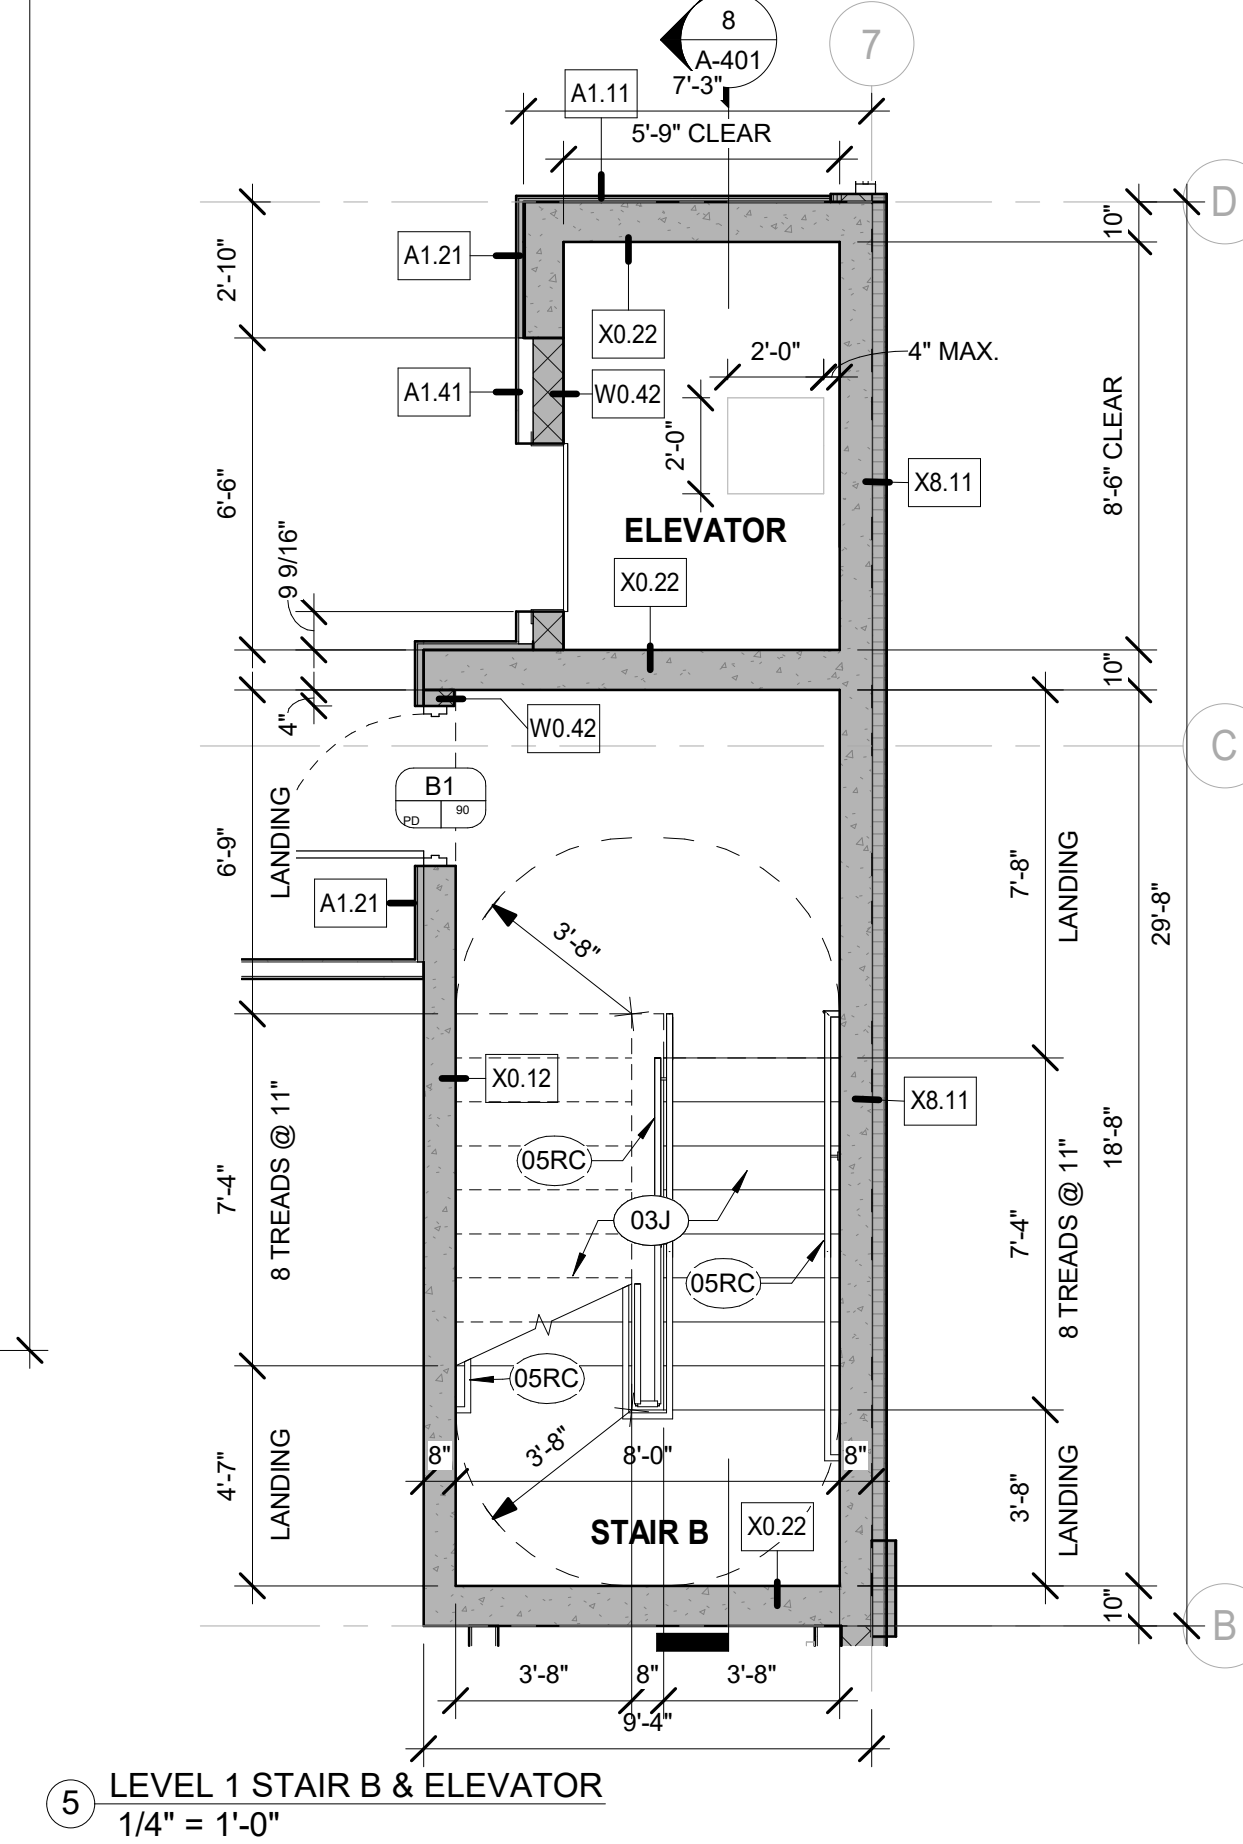 8
A-401
7
7'-3"
A1.11
5'-9" CLEAR
D
10"
2'-10"
A1.21
X0.22
2'-0"
4" MAX.
A1.41
W0.42
2'-0"
8'-6" CLEAR
6'-6"
X8.11
ELEVATOR
9 9/16"
X0.22
10"
4"
W0.42
C
B1
PD
90
LANDING
6'-9"
7'-8"
LANDING
29'-8"
A1.21
3'-8"
X0.12
X8.11
18'-8"
05RC
8 TREADS @ 11"
7'-4"
03J
7'-4"
8 TREADS @ 11"
05RC
05RC
3'-8"
8"
8'-0"
8"
4'-7"
LANDING
3'-8"
LANDING
STAIR B
X0.22
10"
B
3'-8"
8"
3'-8"
9'-4"
5
LEVEL 1 STAIR B & ELEVATOR
1/4" = 1'-0"